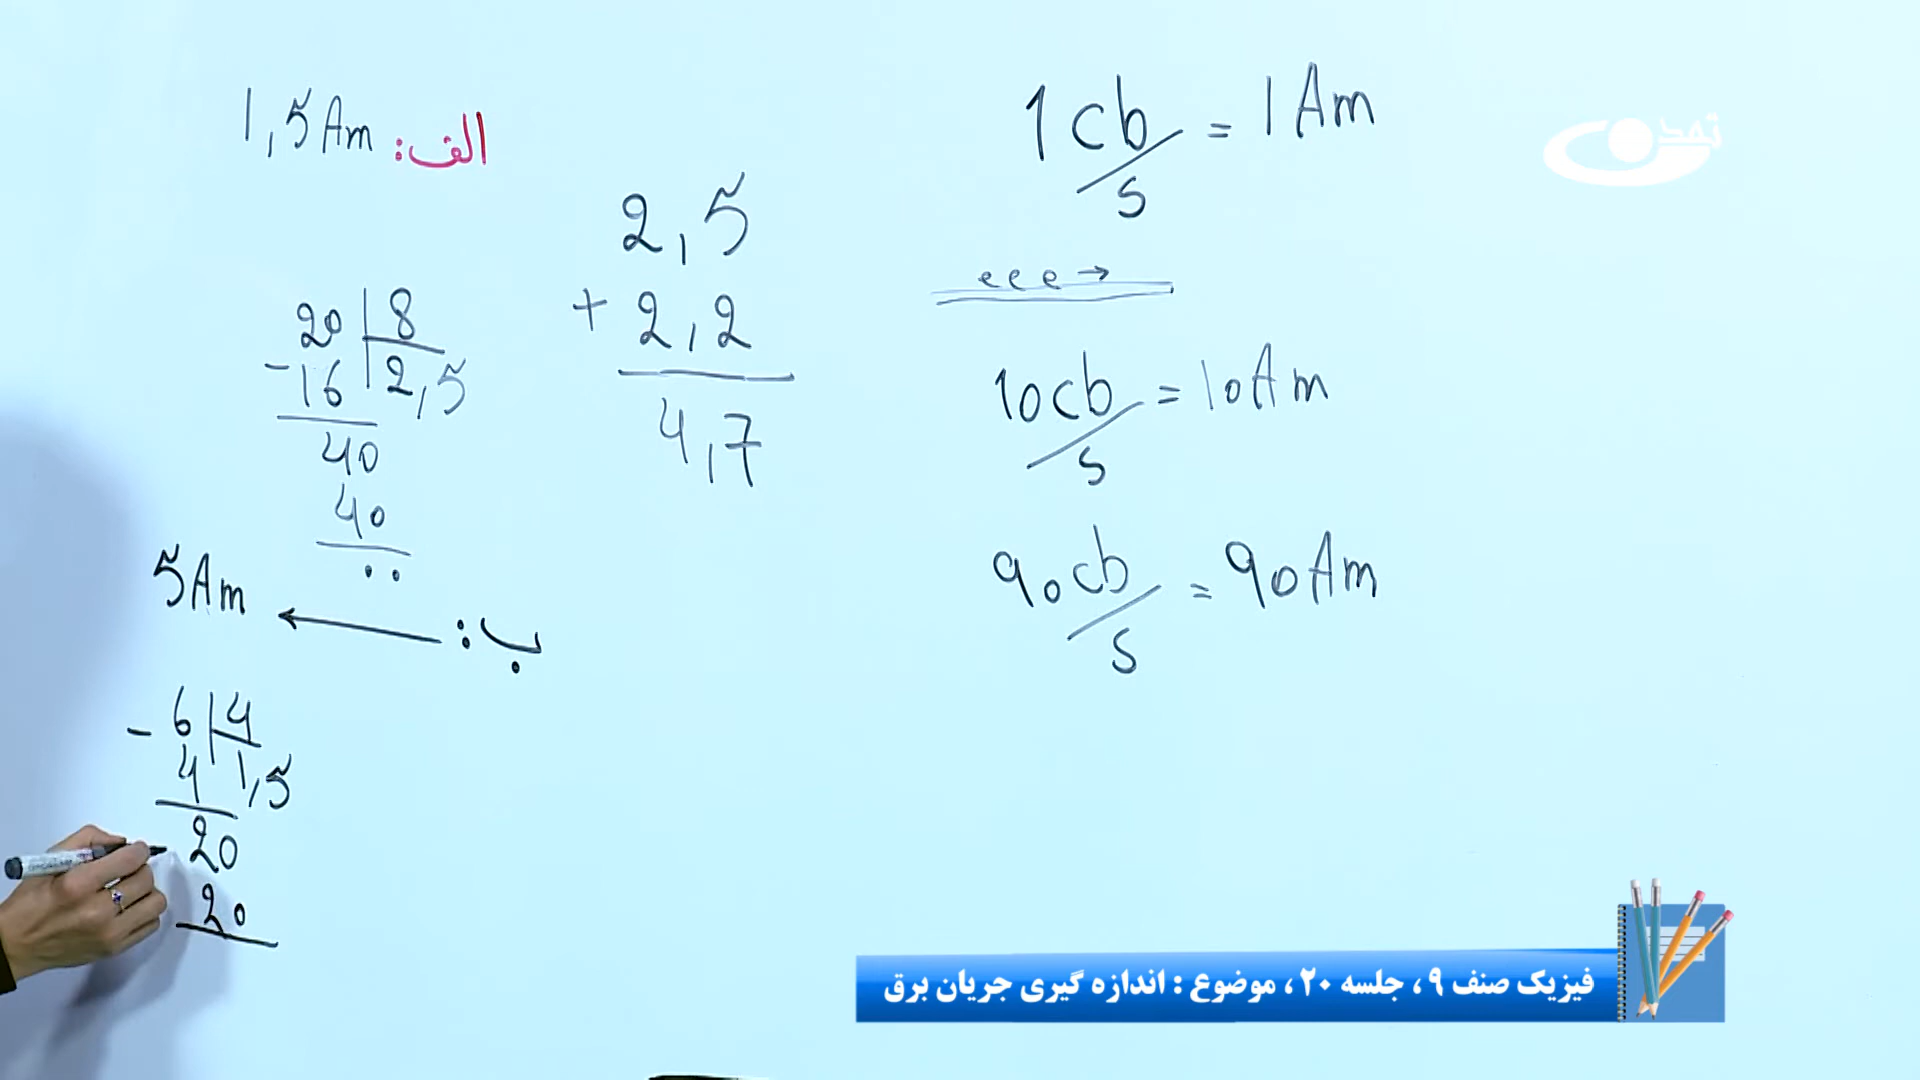 1,5Am الف:
20 8
- 16 2,5
40
40
..
2,5
+ 2,2
4,7
5Am ← ب:
- 6 4
4 1,5
20
20
1cb/s = 1Am
eee →
10cb/s = 10Am
90cb/s = 90Am
تمدن
فیزیک صنف ۹ ، جلسه ۲۰ ، موضوع : اندازه گیری جریان برق